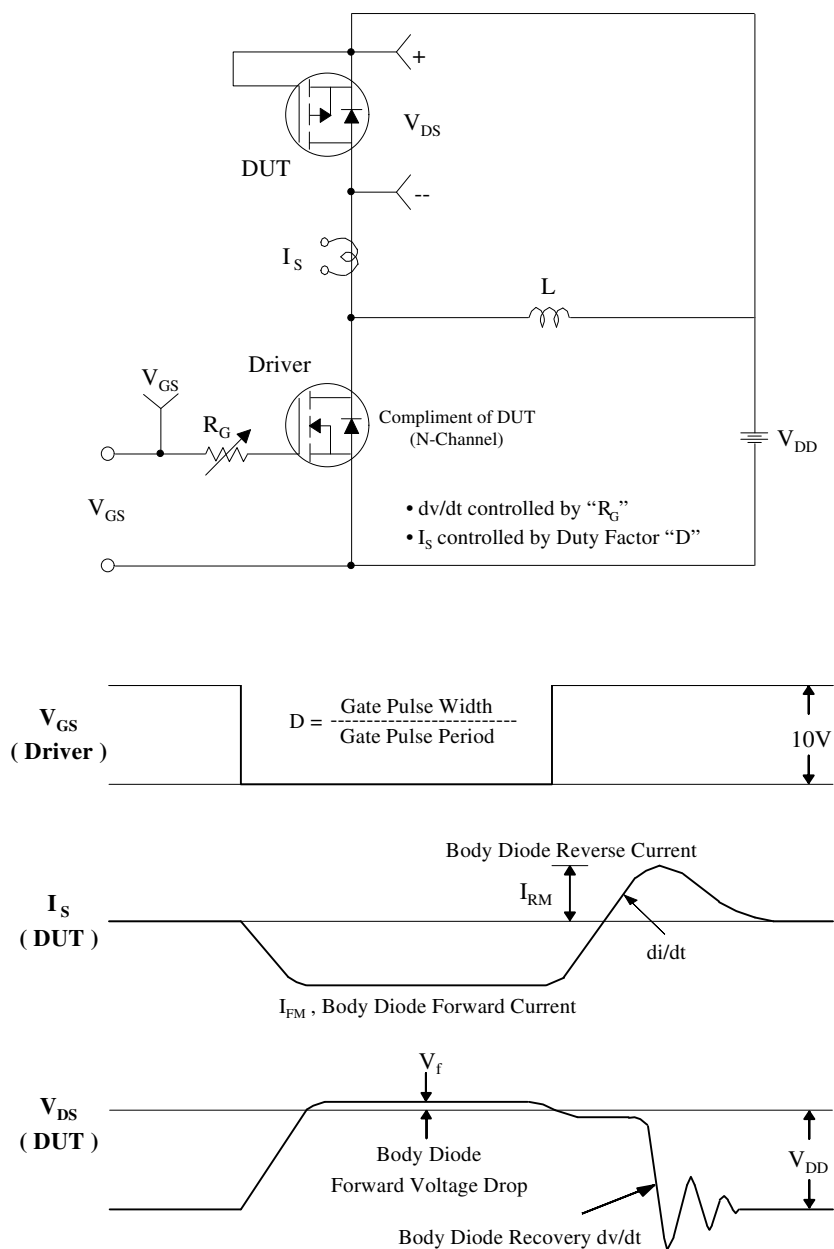 +
V_DS
DUT
--
I_S
L
Driver
V_GS
R_G
Compliment of DUT
(N-Channel)
V_DD
V_GS
• dv/dt controlled by “R_G”
• I_S controlled by Duty Factor “D”
V_GS
( Driver )
D = Gate Pulse Width
--------------------------
Gate Pulse Period
10V
Body Diode Reverse Current
I_S
( DUT )
I_RM
di/dt
I_FM , Body Diode Forward Current
V_f
V_DS
( DUT )
Body Diode
Forward Voltage Drop
V_DD
Body Diode Recovery dv/dt